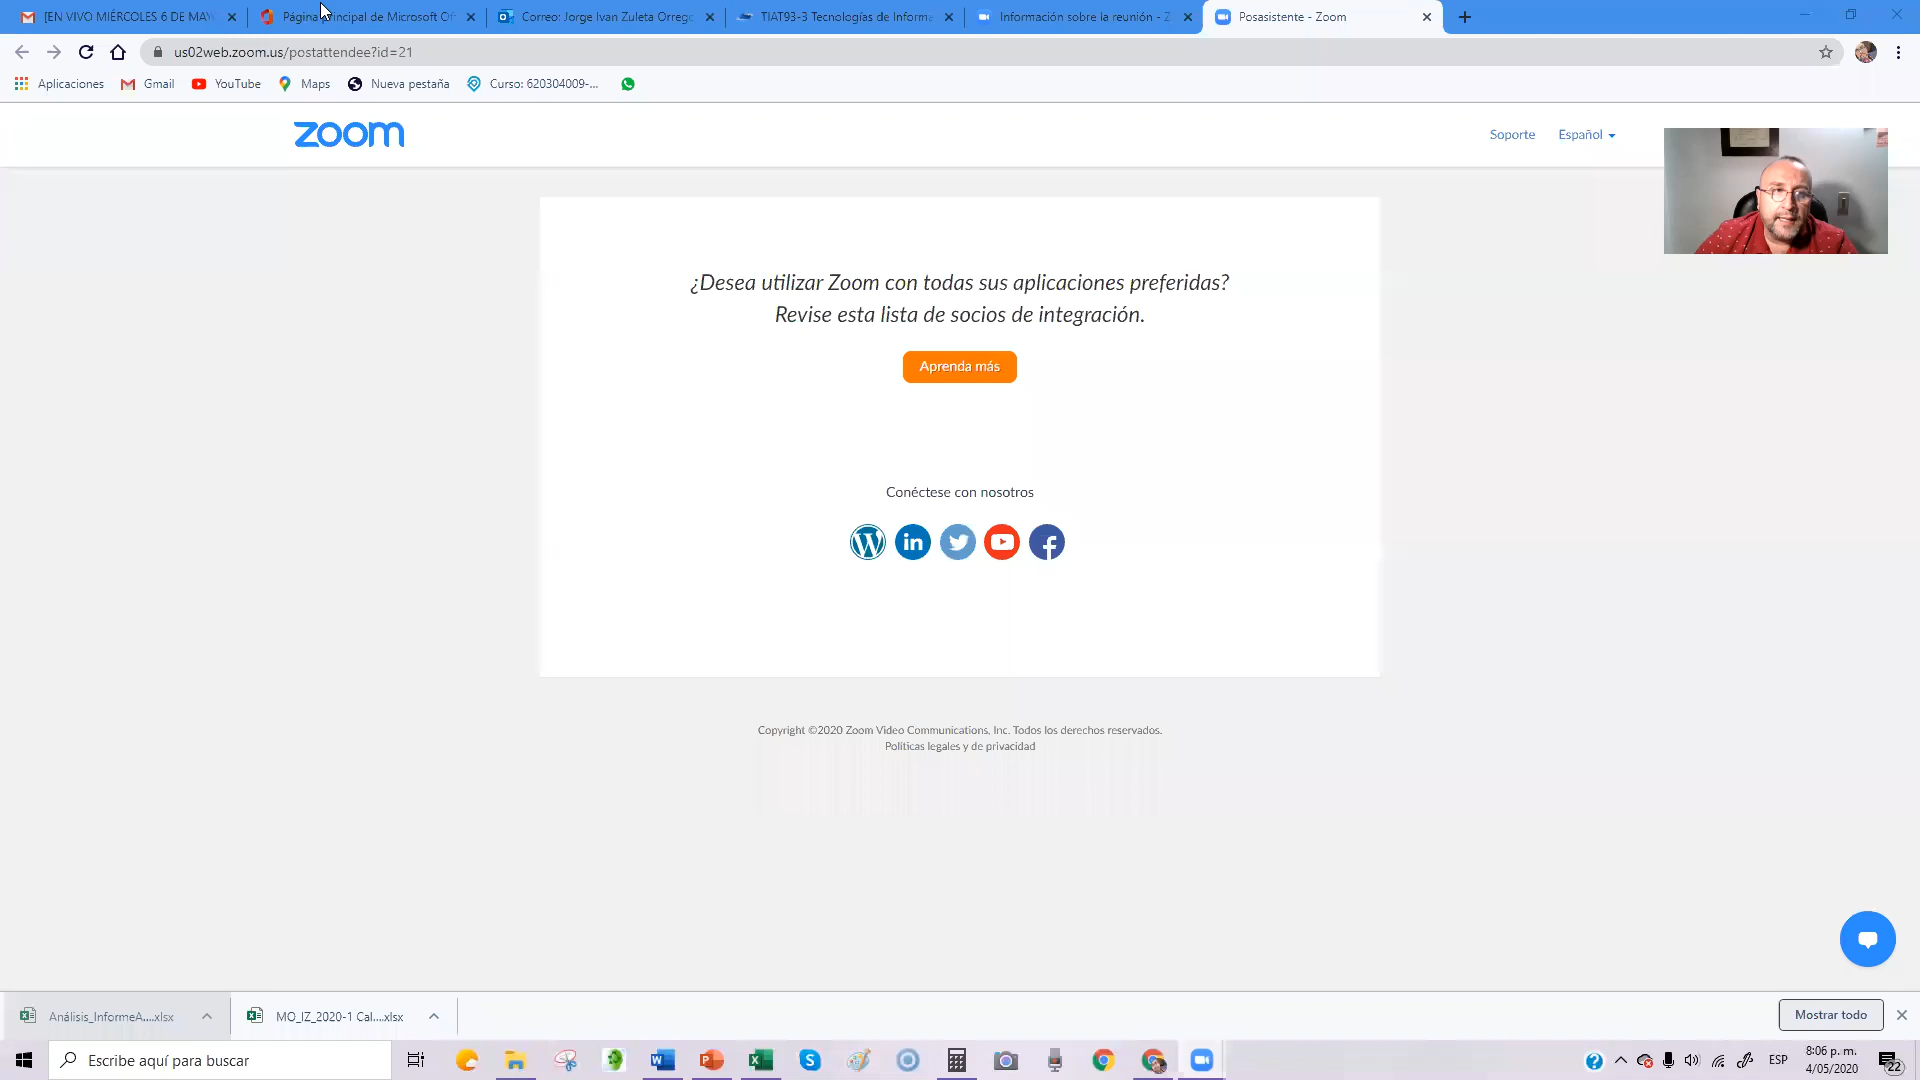 [EN VIVO MIÉRCOLES 6 DE MAY
Página principal de Microsoft Of
Correo: Jorge Ivan Zuleta Orrego
TIAT93-3 Tecnologías de Informa
Información sobre la reunión - Z
Posasistente - Zoom
us02web.zoom.us/postattendee?id=21
Aplicaciones
Gmail
YouTube
Maps
Nueva pestaña
Curso: 620304009-...
zoom
Soporte
Español
¿Desea utilizar Zoom con todas sus aplicaciones preferidas?
Revise esta lista de socios de integración.
Aprenda más
Conéctese con nosotros
Copyright ©2020 Zoom Video Communications, Inc. Todos los derechos reservados.
Políticas legales y de privacidad
Análisis_InformeA....xlsx
MO_IZ_2020-1 Cal....xlsx
Mostrar todo
Escribe aquí para buscar
ESP
8:06 p. m.
4/05/2020
22